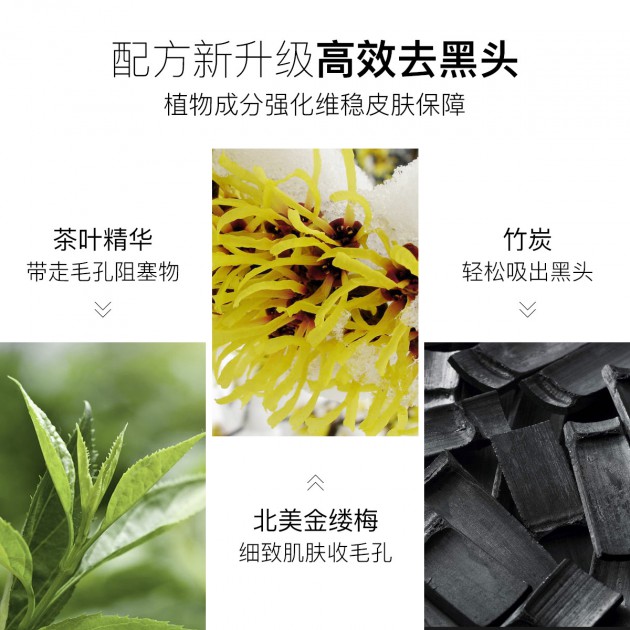 配方新升级高效去黑头
植物成分强化维稳皮肤保障
茶叶精华
带走毛孔阻塞物
竹炭
轻松吸出黑头
北美金缕梅
细致肌肤收毛孔